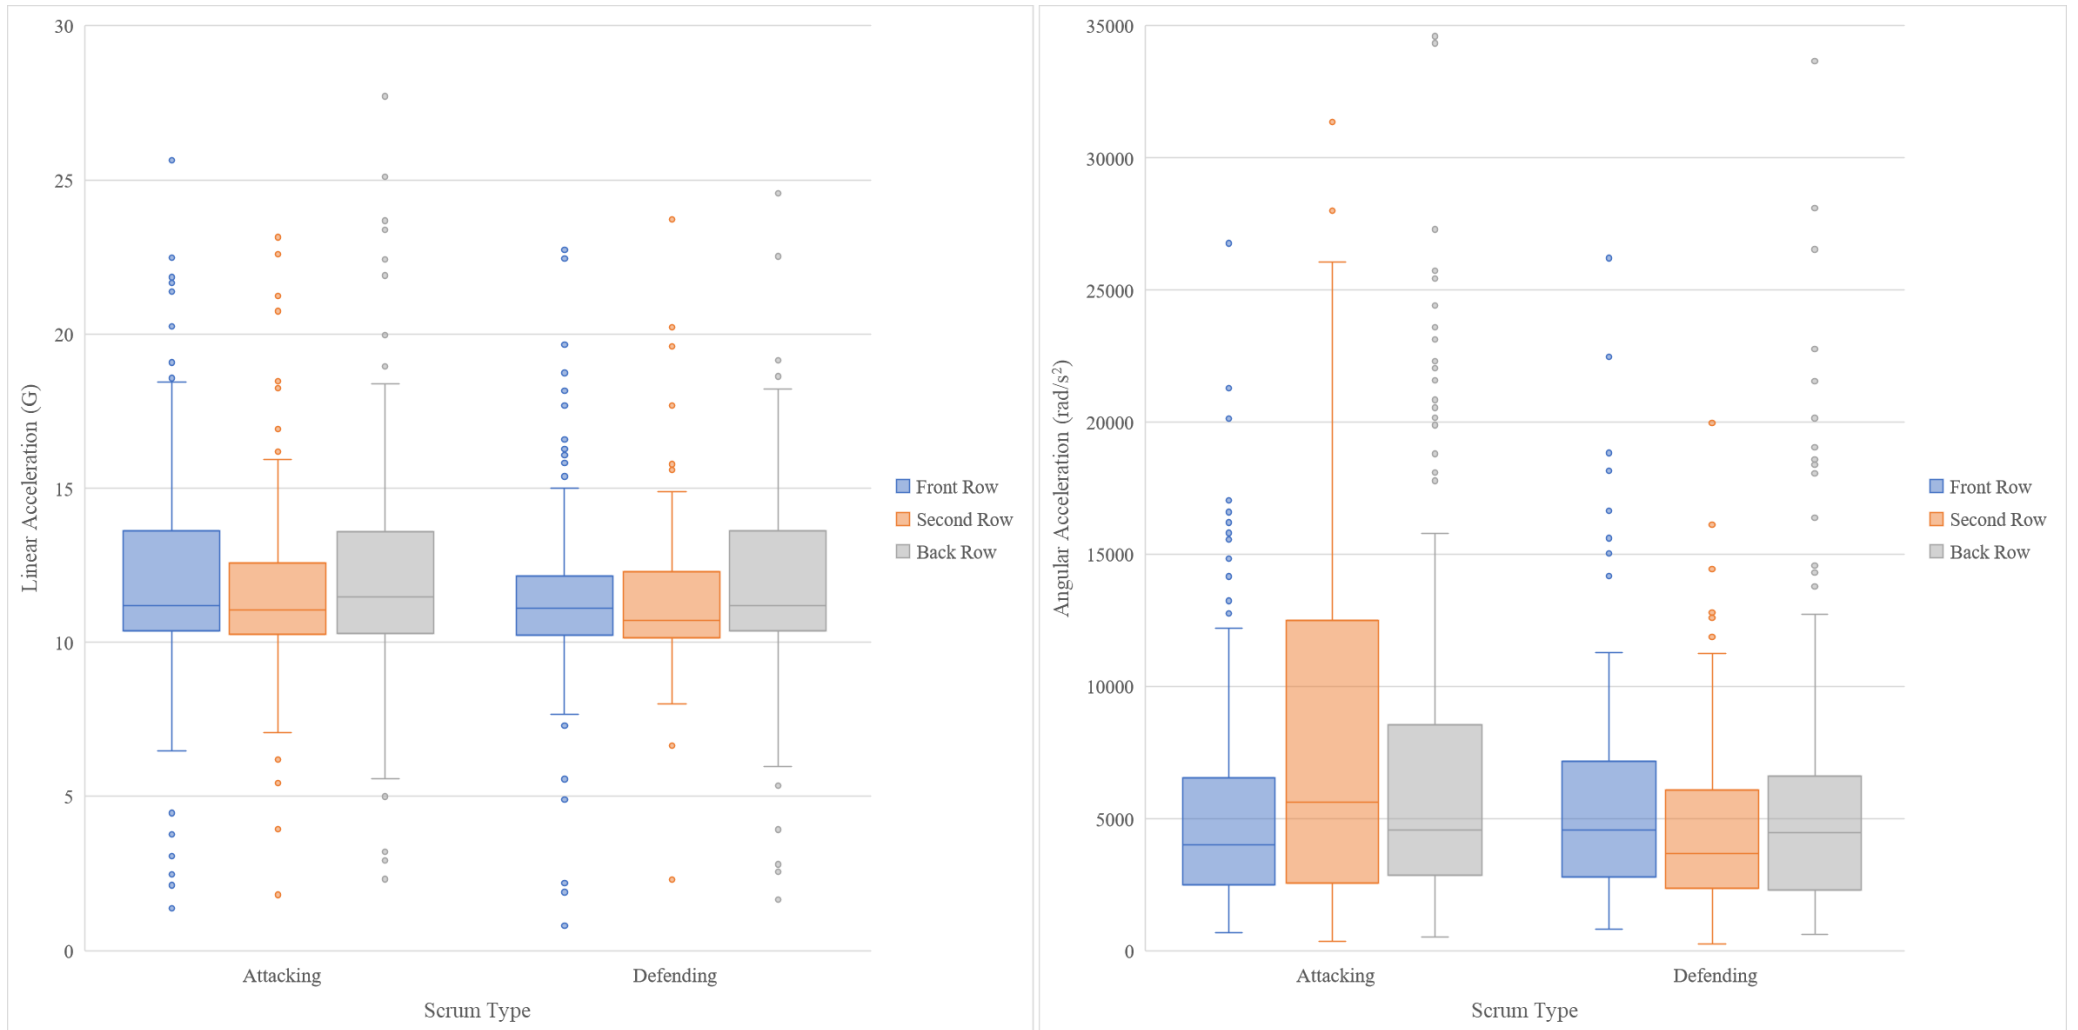 30
25
20
15
10
5
0
Linear Acceleration (G)
Attacking
Defending
Scrum Type
Front Row
Second Row
Back Row
35000
30000
25000
20000
15000
10000
5000
0
Angular Acceleration (rad/s²)
Attacking
Defending
Scrum Type
Front Row
Second Row
Back Row